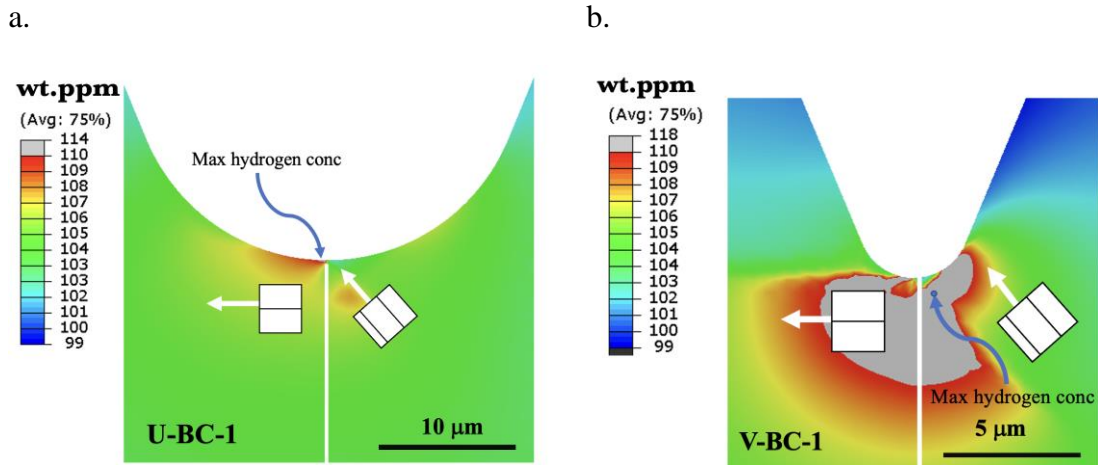 a.
b.
wt.ppm
(Avg: 75%)
114
110
108
107
106
105
104
103
103
102
101
100
99
Max hydrogen conc
U-BC-1
10 μm
wt.ppm
(Avg: 75%)
118
110
109
108
107
106
105
104
103
102
101
100
99
Max hydrogen conc
V-BC-1
5 μm